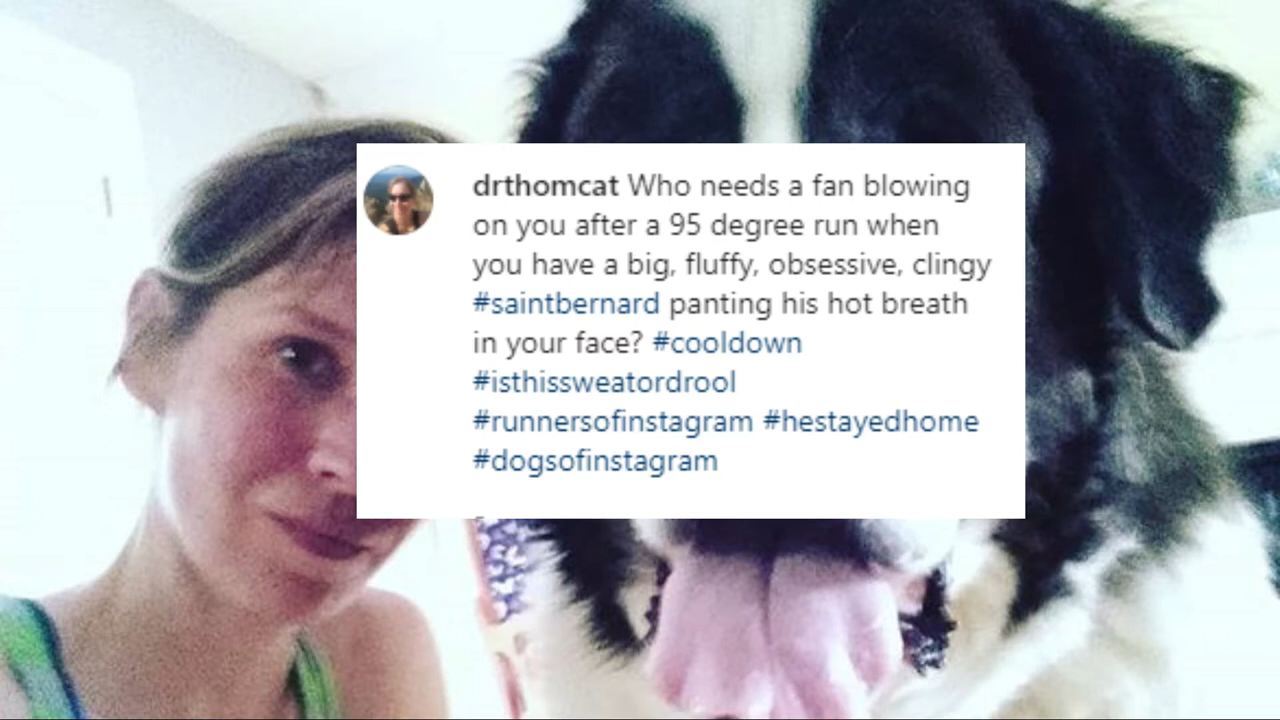 drthomcat Who needs a fan blowing
on you after a 95 degree run when
you have a big, fluffy, obsessive, clingy
#saintbernard panting his hot breath
in your face? #cooldown
#isthissweatordrool
#runnersofinstagram #hestayedhome
#dogsofinstagram